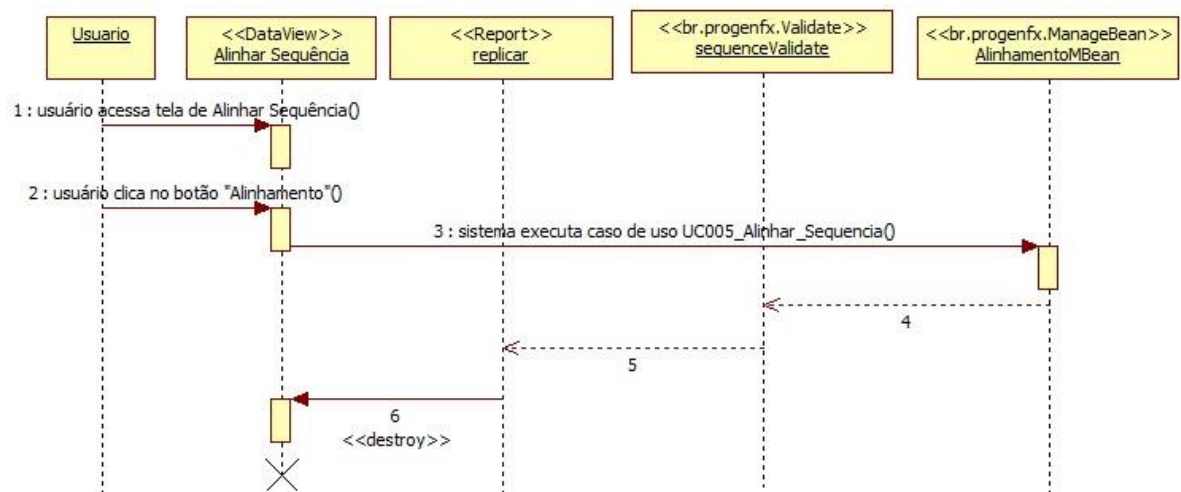 Usuario
<<DataView>>
Alinhar Sequência
<<Report>>
replicar
<<br.progenfx.Validate>>
sequenceValidate
<<br.progenfx.ManageBean>>
AlinhamentoMBean
1 : usuário acessa tela de Alinhar Sequência()
2 : usuário clica no botão "Alinhamento"()
3 : sistema executa caso de uso UC005_Alinhar_Sequencia()
4
5
6
<<destroy>>